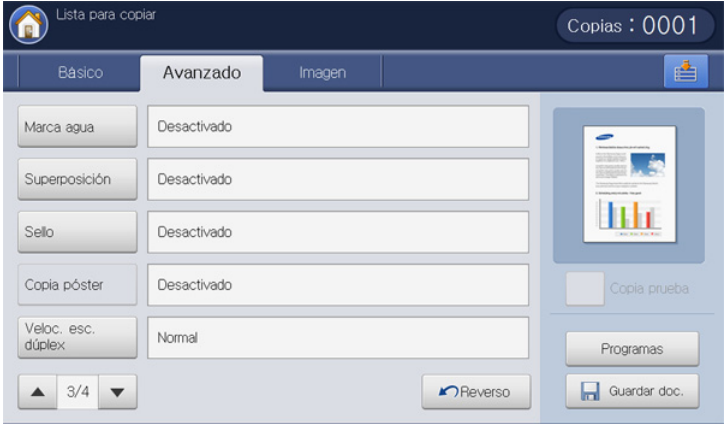 Lista para copiar
Copias : 0001
Básico
Avanzado
Imagen
Marca agua
Desactivado
Superposición
Desactivado
Sello
Desactivado
Copia póster
Desactivado
Veloc. esc.
dúplex
Normal
Copia prueba
Programas
3/4
Reverso
Guardar doc.